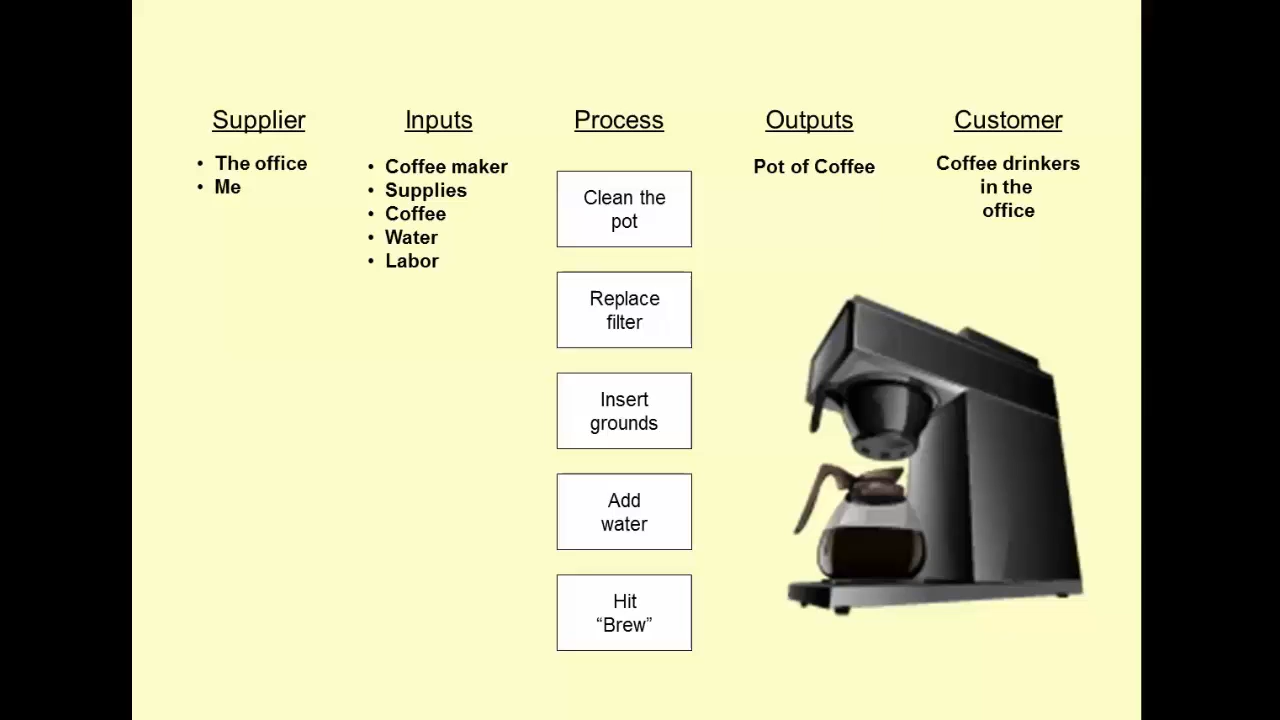 Supplier
• The office
• Me
Inputs
• Coffee maker
• Supplies
• Coffee
• Water
• Labor
Process
Clean the
pot
Replace
filter
Insert
grounds
Add
water
Hit
“Brew”
Outputs
Pot of Coffee
Customer
Coffee drinkers
in the
office